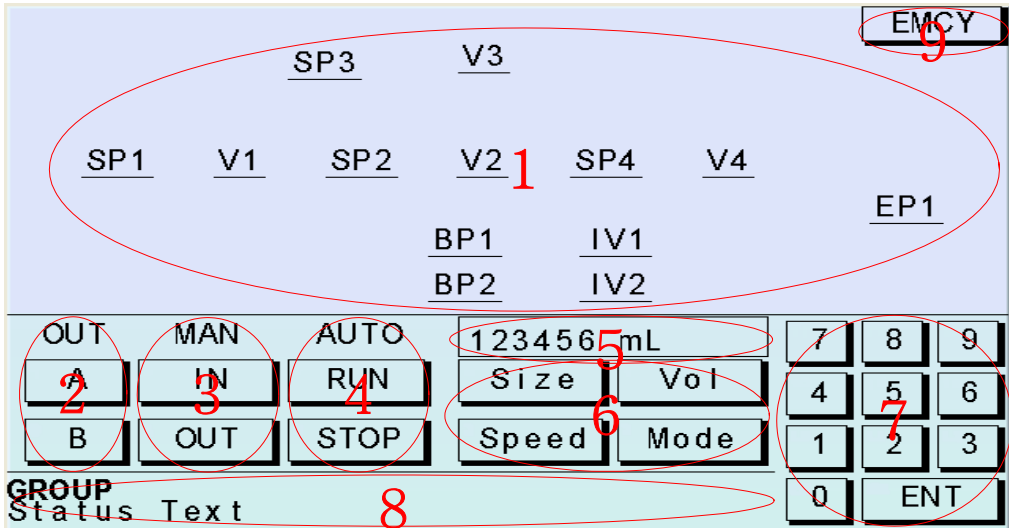 EMCY
9
SP3 V3
SP1 V1 SP2 V2 1 SP4 V4
EP1
BP1 IV1
BP2 IV2
OUT MAN AUTO 123456 mL 5 7 8 9
A IN RUN Size Vol 4 5 6
2 3 4 6 7
B OUT STOP Speed Mode 1 2 3
GROUP 0 ENT
Status Text 8